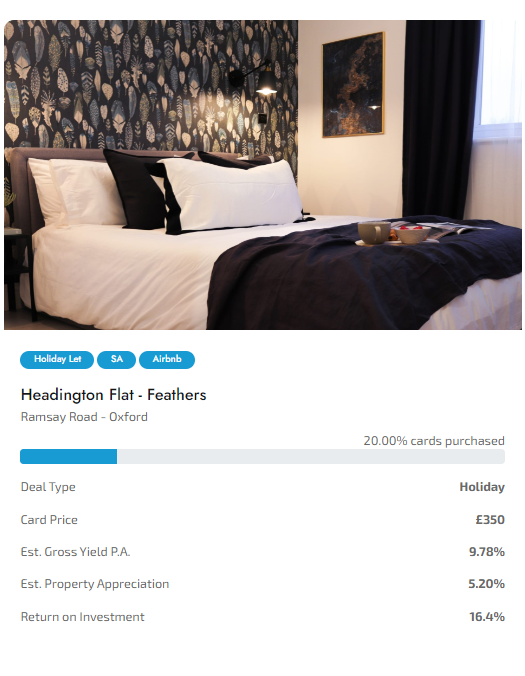 Holiday Let SA Airbnb
Headington Flat - Feathers
Ramsay Road - Oxford
20.00% cards purchased
Deal Type Holiday
Card Price £350
Est. Gross Yield P.A. 9.78%
Est. Property Appreciation 5.20%
Return on Investment 16.4%